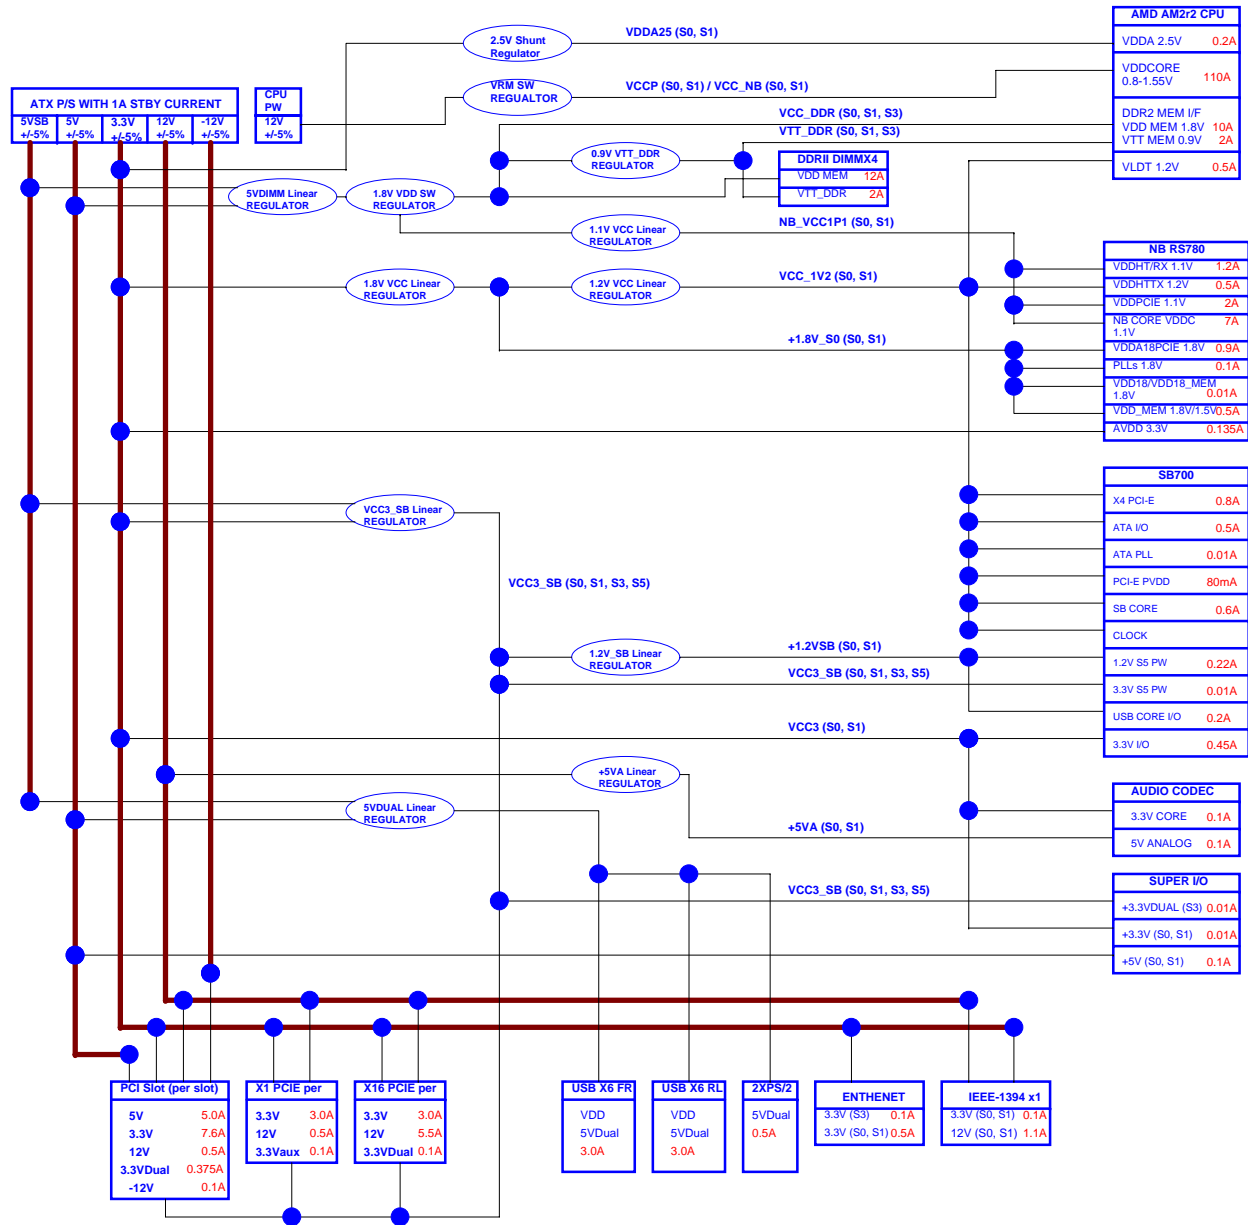 AMD AM2r2 CPU
VDDA 2.5V 0.2A
VDDCORE
0.8-1.55V 110A
DDR2 MEM I/F
VDD MEM 1.8V 10A
VTT MEM 0.9V 2A
VLDT 1.2V 0.5A
2.5V Shunt
Regulator
VDDA25 (S0, S1)
VRM SW
REGUALTOR
VCCP (S0, S1) / VCC_NB (S0, S1)
ATX P/S WITH 1A STBY CURRENT
5VSB
+/-5%
5V
+/-5%
3.3V
+/-5%
12V
+/-5%
-12V
+/-5%
CPU
PW
12V
+/-5%
VCC_DDR (S0, S1, S3)
VTT_DDR (S0, S1, S3)
0.9V VTT_DDR
REGULATOR
DDRII DIMMX4
VDD MEM 12A
VTT_DDR 2A
5VDIMM Linear
REGULATOR
1.8V VDD SW
REGULATOR
1.1V VCC Linear
REGULATOR
NB_VCC1P1 (S0, S1)
1.8V VCC Linear
REGULATOR
1.2V VCC Linear
REGULATOR
VCC_1V2 (S0, S1)
+1.8V_S0 (S0, S1)
NB RS780
VDDHT/RX 1.1V 1.2A
VDDHTTX 1.2V 0.5A
VDDPCIE 1.1V 2A
NB CORE VDDC 7A
1.1V
VDDA18PCIE 1.8V 0.9A
PLLs 1.8V 0.1A
VDD18/VDD18_MEM
1.8V 0.01A
VDD_MEM 1.8V/1.5V 0.5A
AVDD 3.3V 0.135A
SB700
X4 PCI-E 0.8A
ATA I/O 0.5A
ATA PLL 0.01A
PCI-E PVDD 80mA
SB CORE 0.6A
CLOCK
1.2V S5 PW 0.22A
3.3V S5 PW 0.01A
USB CORE I/O 0.2A
3.3V I/O 0.45A
VCC3_SB Linear
REGULATOR
VCC3_SB (S0, S1, S3, S5)
1.2V_SB Linear
REGULATOR
+1.2VSB (S0, S1)
VCC3_SB (S0, S1, S3, S5)
VCC3 (S0, S1)
+5VA Linear
REGULATOR
5VDUAL Linear
REGULATOR
+5VA (S0, S1)
AUDIO CODEC
3.3V CORE 0.1A
5V ANALOG 0.1A
VCC3_SB (S0, S1, S3, S5)
SUPER I/O
+3.3VDUAL (S3) 0.01A
+3.3V (S0, S1) 0.01A
+5V (S0, S1) 0.1A
PCI Slot (per slot)
5V 5.0A
3.3V 7.6A
12V 0.5A
3.3VDual 0.375A
-12V 0.1A
X1 PCIE per
3.3V 3.0A
12V 0.5A
3.3Vaux 0.1A
X16 PCIE per
3.3V 3.0A
12V 5.5A
3.3VDual 0.1A
USB X6 FR
VDD
5VDual
3.0A
USB X6 RL
VDD
5VDual
3.0A
2XPS/2
5VDual
0.5A
ENTHENET
3.3V (S3) 0.1A
3.3V (S0, S1) 0.5A
IEEE-1394 x1
3.3V (S0, S1) 0.1A
12V (S0, S1) 1.1A